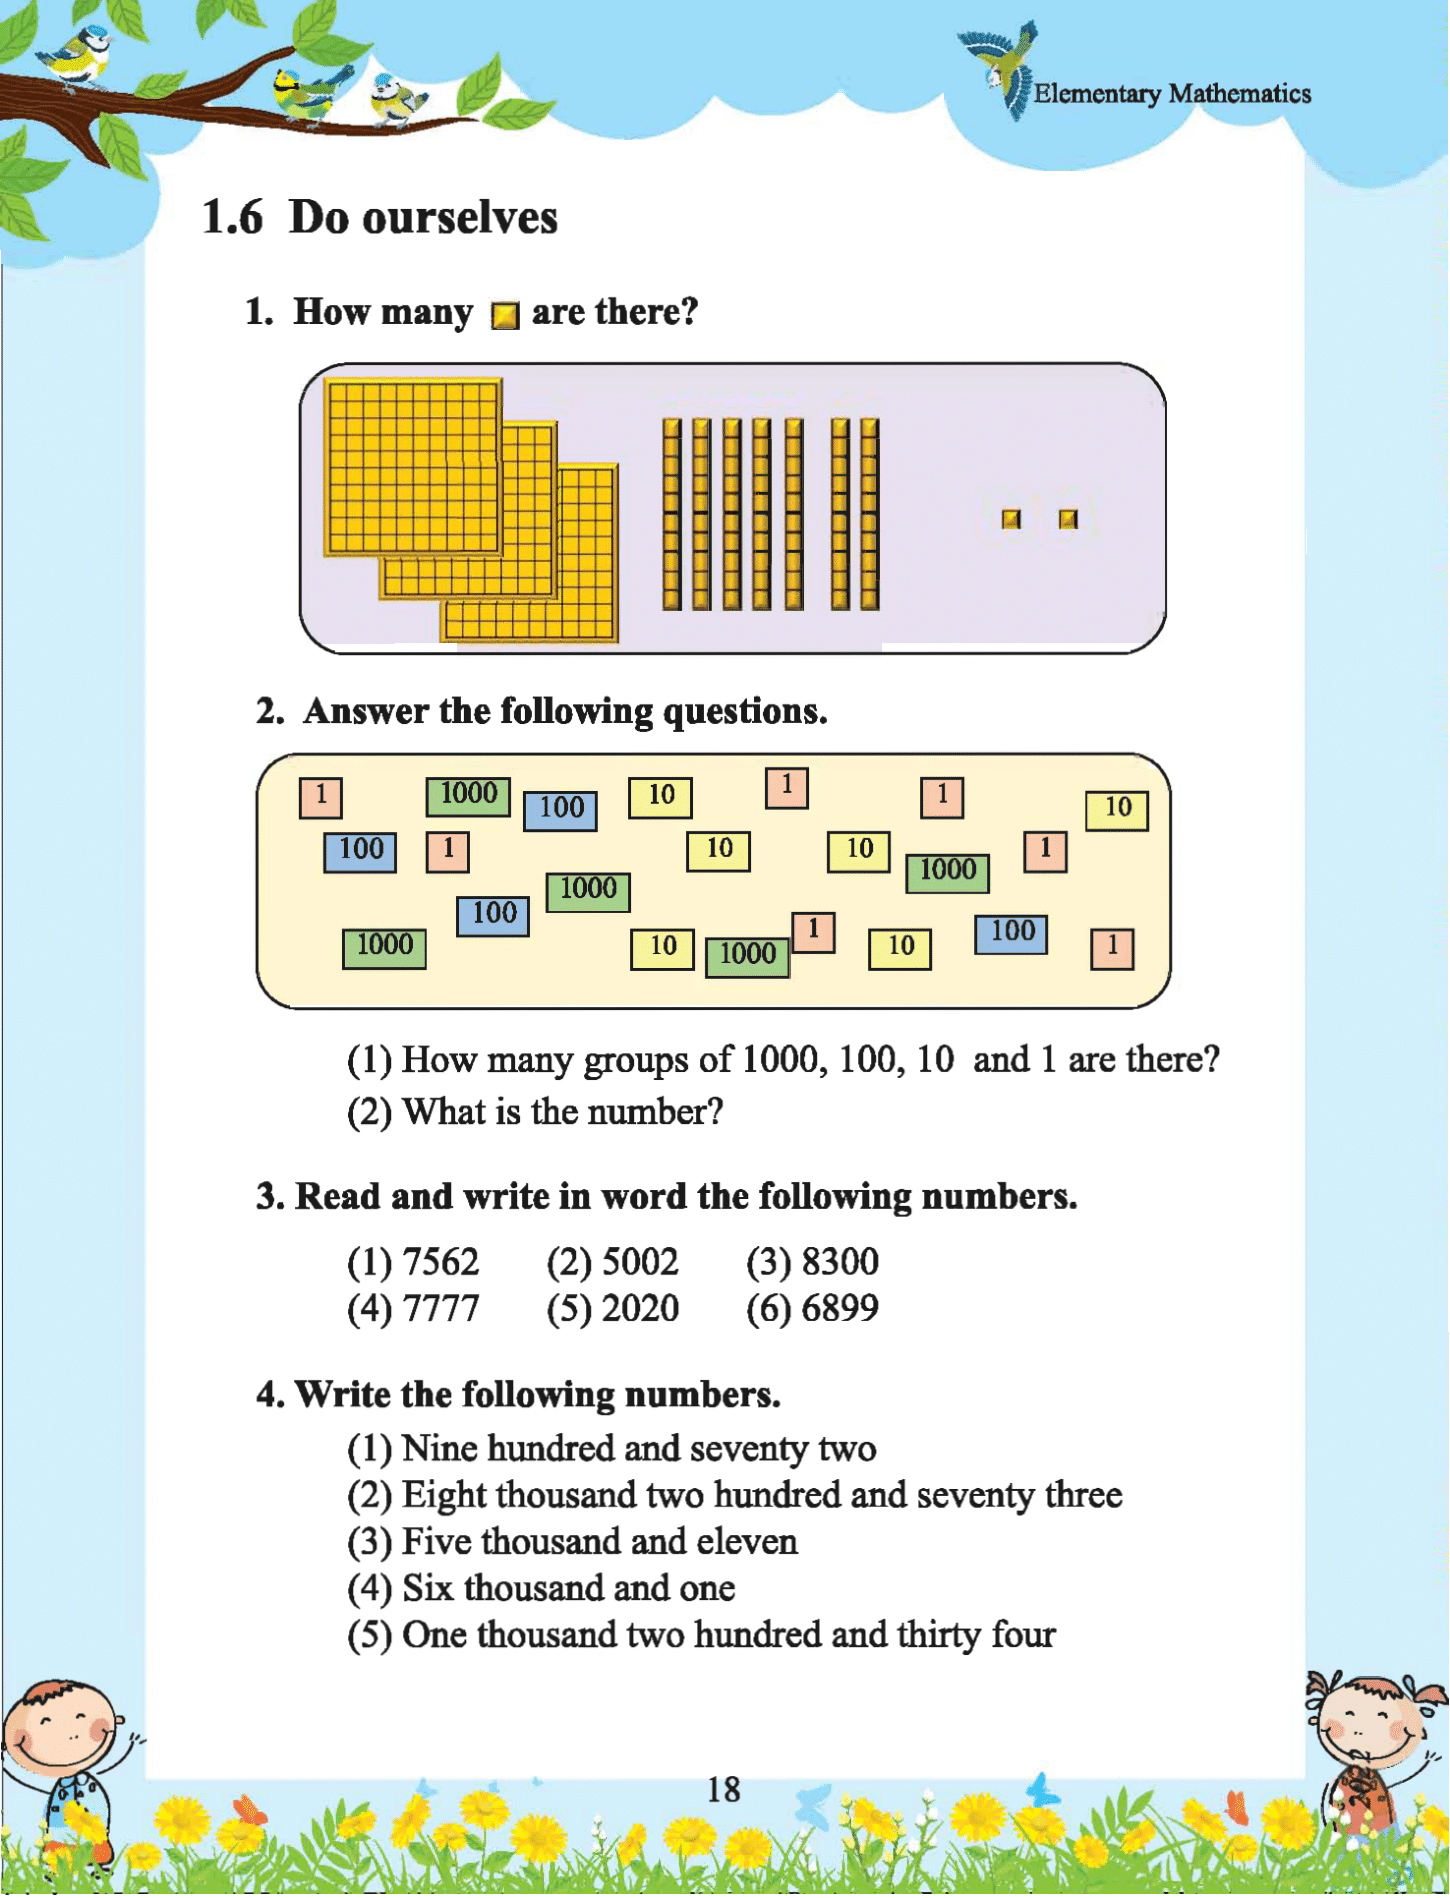 Elementary Mathematics
1.6 Do ourselves
1. How many are there?
2. Answer the following questions.
1 1000 100 10 1 1 10
100 1 10 10 1000 1
1000 100 1000
1000 10 1000 1 10 100 1
(1) How many groups of 1000, 100, 10 and 1 are there?
(2) What is the number?
3. Read and write in word the following numbers.
(1) 7562 (2) 5002 (3) 8300
(4) 7777 (5) 2020 (6) 6899
4. Write the following numbers.
(1) Nine hundred and seventy two
(2) Eight thousand two hundred and seventy three
(3) Five thousand and eleven
(4) Six thousand and one
(5) One thousand two hundred and thirty four
18
2022